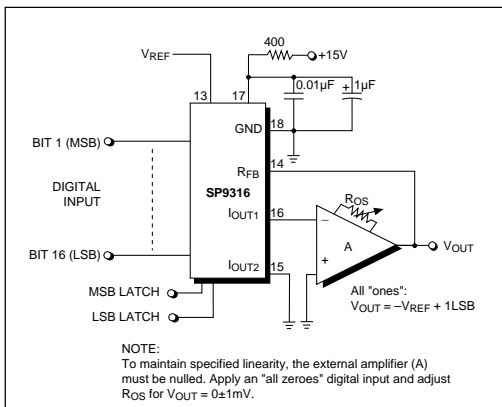 400
+15V
VREF
0.01µF
+
1µF
13
17
GND
18
BIT 1 (MSB)
RFB
14
DIGITAL
INPUT
SP9316
ROS
IOUT1
16
–
A
VOUT
+
BIT 16 (LSB)
IOUT2
15
All "ones":
VOUT = –VREF + 1LSB
MSB LATCH
LSB LATCH
NOTE:
To maintain specified linearity, the external amplifier (A)
must be nulled. Apply an "all zeroes" digital input and adjust
ROS for VOUT = 0±1mV.